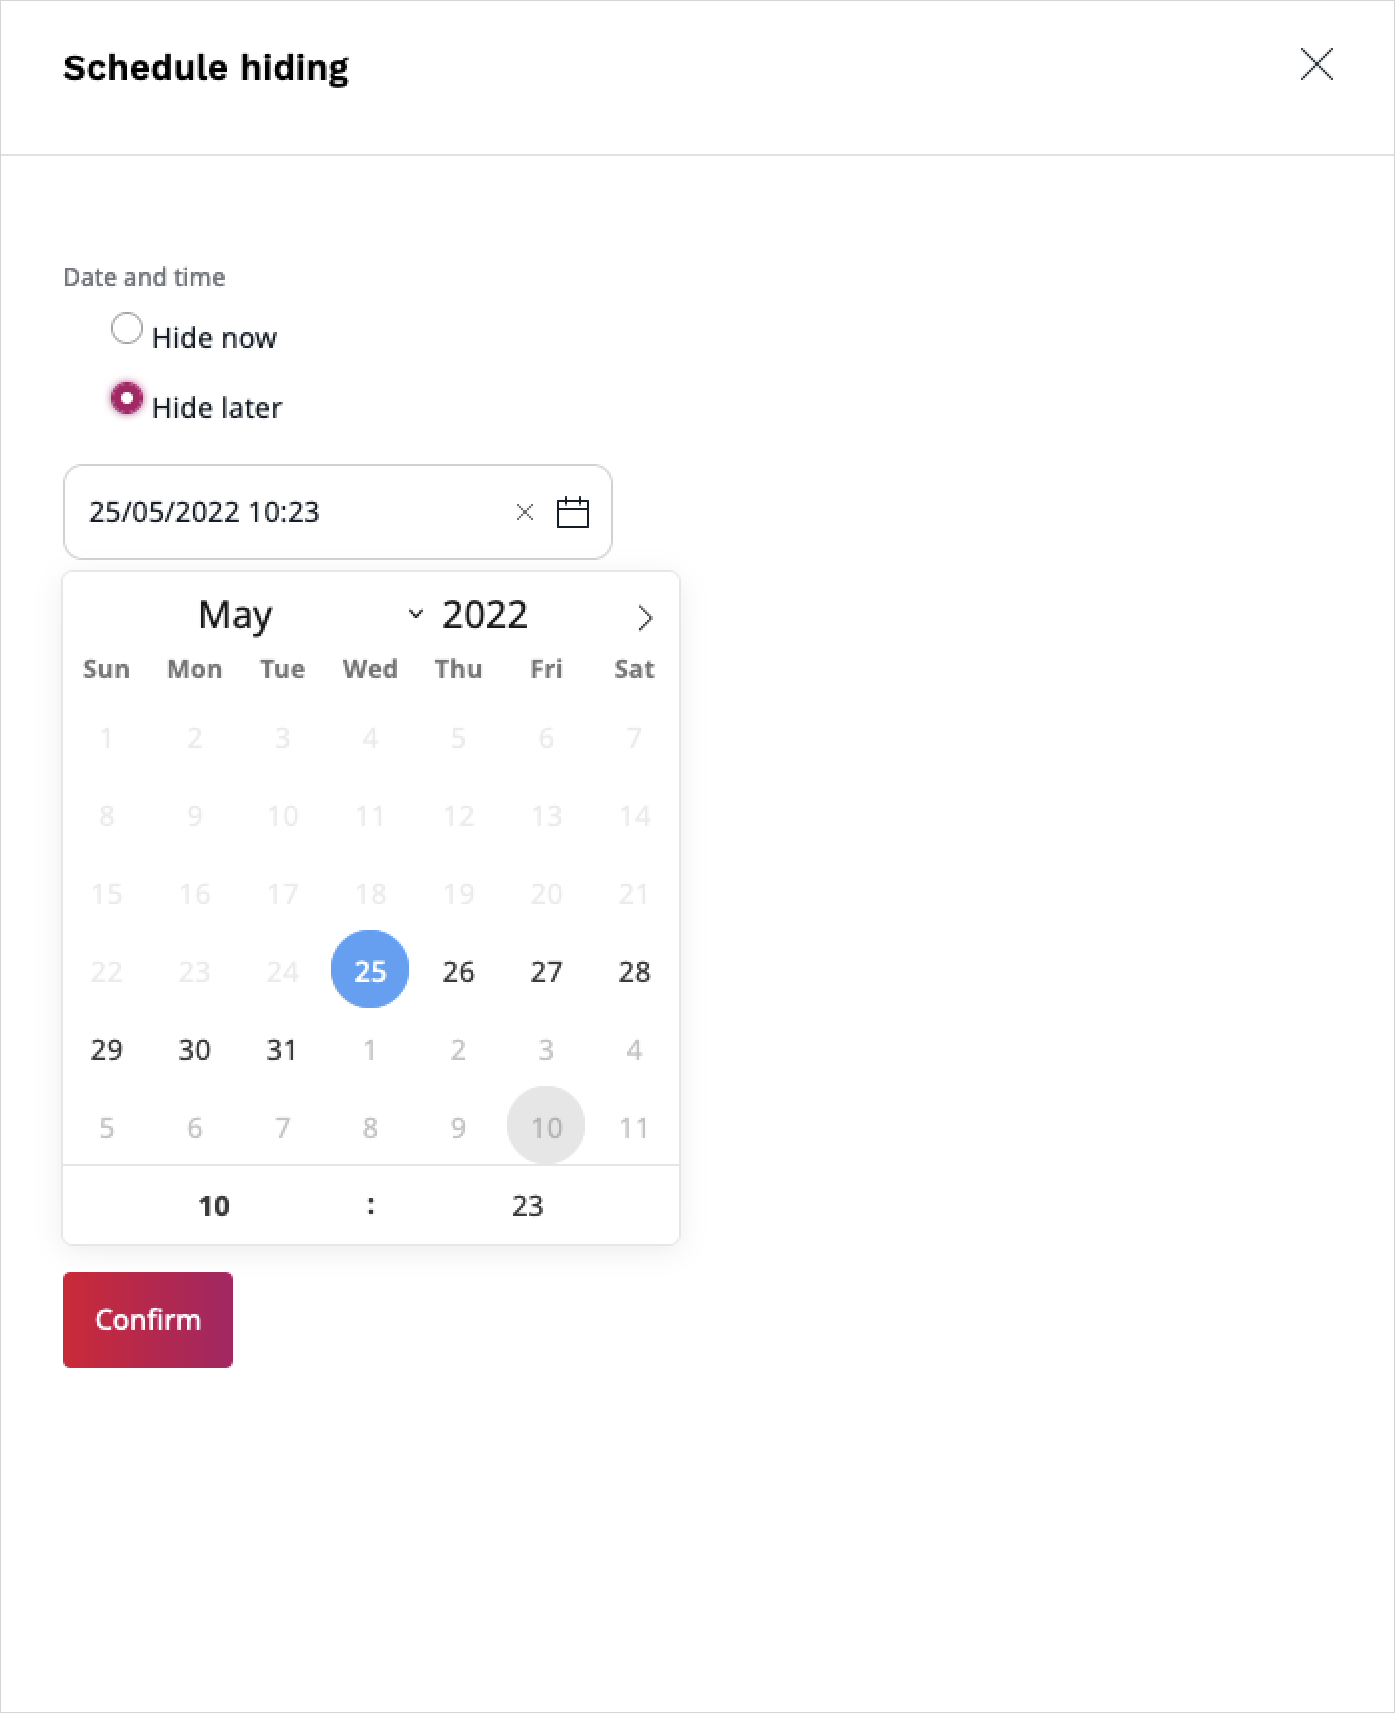 Schedule hiding
Date and time
Hide now
Hide later
25/05/2022 10:23
May 2022
Sun Mon Tue Wed Thu Fri Sat
1 2 3 4 5 6 7
8 9 10 11 12 13 14
15 16 17 18 19 20 21
22 23 24 25 26 27 28
29 30 31 1 2 3 4
5 6 7 8 9 10 11
10 : 23
Confirm